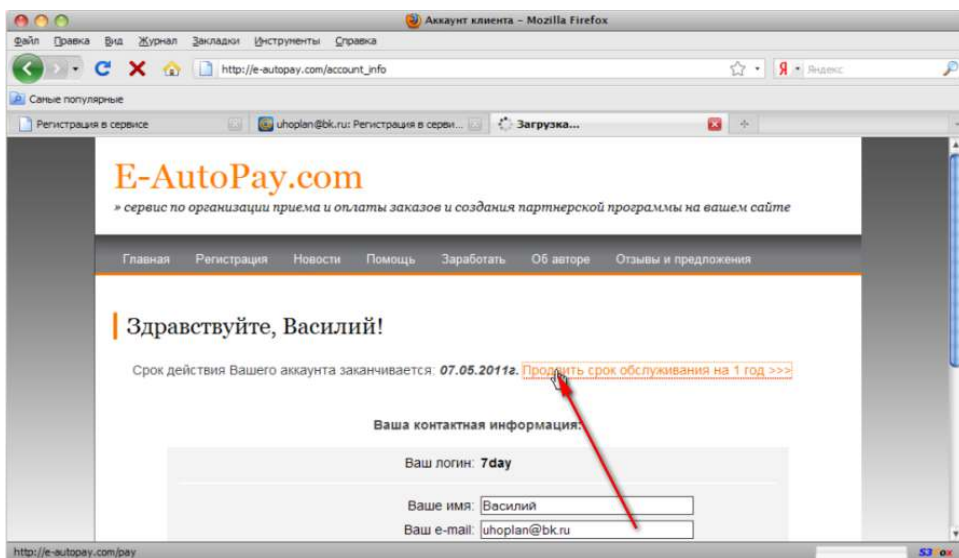 Аккаунт клиента – Mozilla Firefox
Файл Правка Вид Журнал Закладки Инструменты Справка
http://e-autopay.com/account_info Я Яндекс
Самые популярные
Регистрация в сервисе uhoplan@bk.ru: Регистрация в серви... Загрузка...
E-AutoPay.com
» сервис по организации приема и оплаты заказов и создания партнерской программы на вашем сайте
Главная Регистрация Новости Помощь Заработать Об авторе Отзывы и предложения
Здравствуйте, Василий!
Срок действия Вашего аккаунта заканчивается: 07.05.2011г. Продлить срок обслуживания на 1 год >>>
Ваша контактная информация:
Ваш логин: 7day
Ваше имя: Василий
Ваш e-mail: uhoplan@bk.ru
http://e-autopay.com/pay